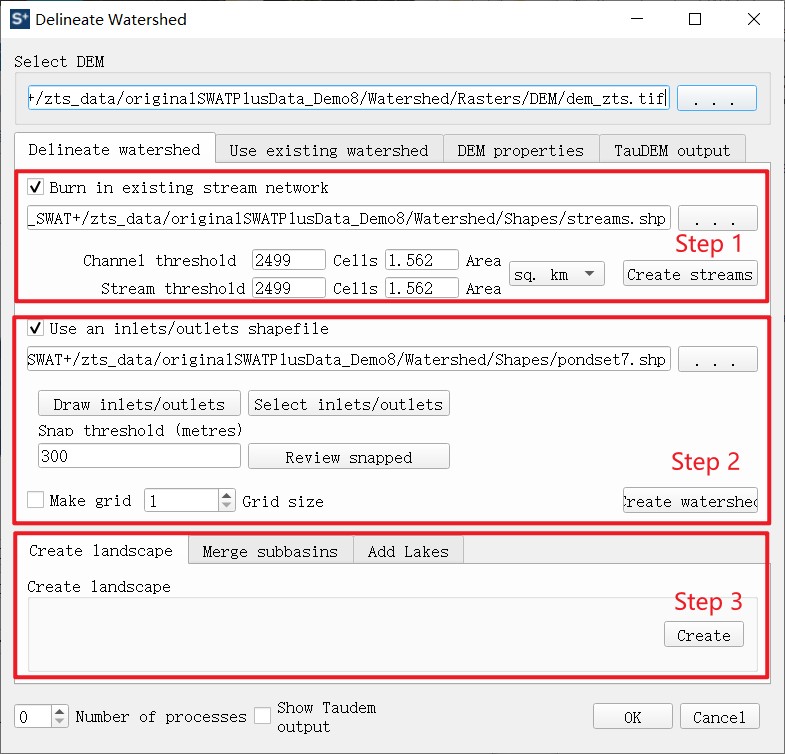 S+ Delineate Watershed
Select DEM
+/zts_data/originalSWATPlusData_Demo8/Watershed/Rasters/DEM/dem_zts.tif ...
Delineate watershed Use existing watershed DEM properties TauDEM output
Burn in existing stream network
_SWAT+/zts_data/originalSWATPlusData_Demo8/Watershed/Shapes/streams.shp ...
Step 1
Channel threshold 2499 Cells 1.562 Area
sq. km Create streams
Stream threshold 2499 Cells 1.562 Area
Use an inlets/outlets shapefile
SWAT+/zts_data/originalSWATPlusData_Demo8/Watershed/Shapes/pondset7.shp ...
Draw inlets/outlets Select inlets/outlets
Snap threshold (metres)
300 Review snapped
Step 2
Make grid 1 Grid size Create watershed
Create landscape Merge subbasins Add Lakes
Create landscape
Step 3
Create
0 Number of processes Show Taudem
output
OK Cancel